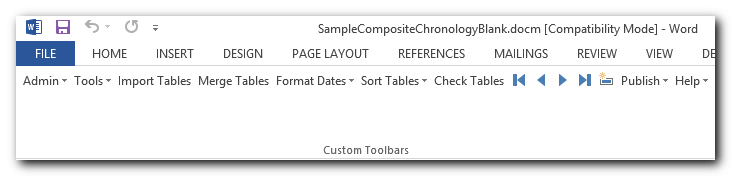 SampleCompositeChronologyBlank.docm [Compatibility Mode] - Word
FILE HOME INSERT DESIGN PAGE LAYOUT REFERENCES MAILINGS REVIEW VIEW DE
Admin Tools Import Tables Merge Tables Format Dates Sort Tables Check Tables Publish Help
Custom Toolbars